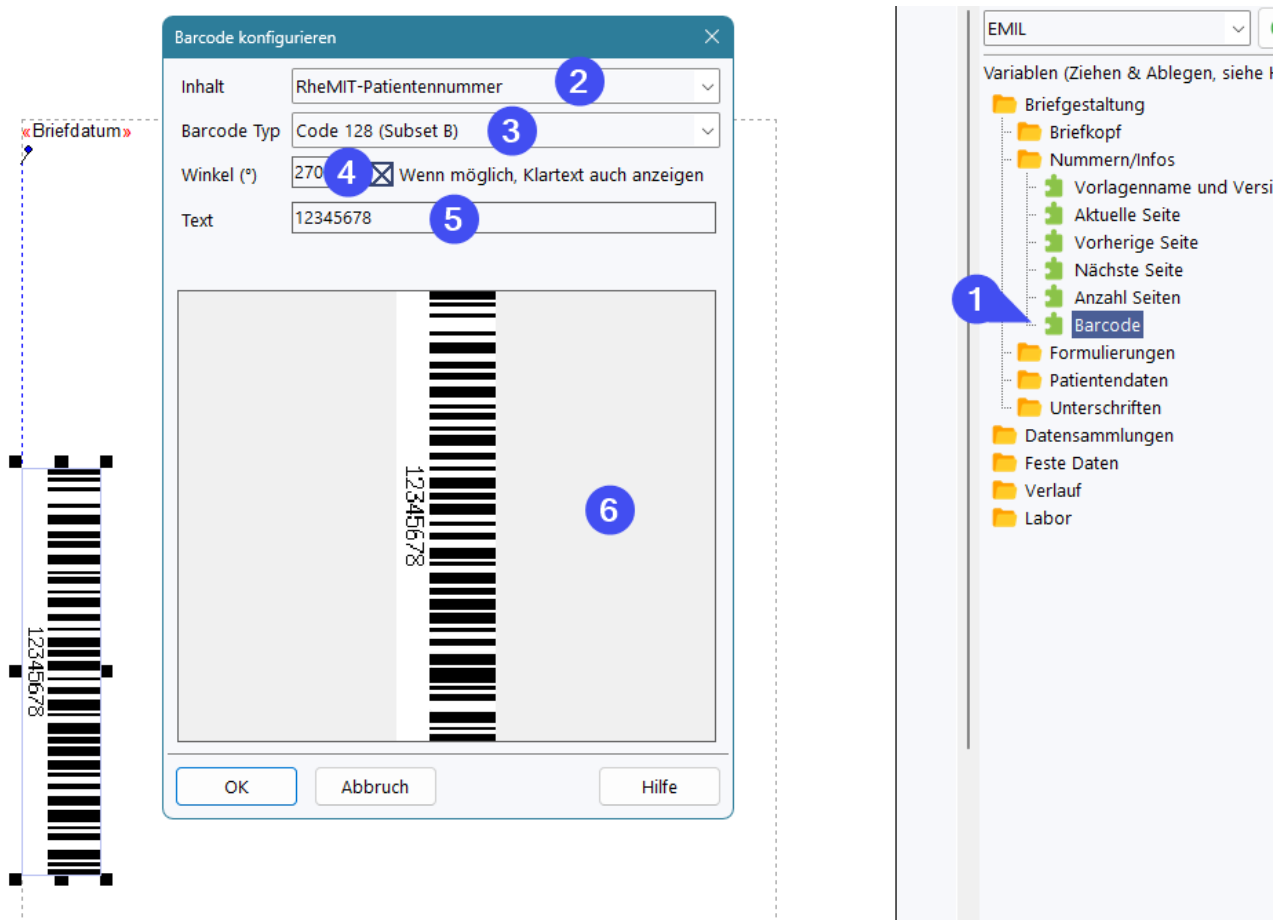 «Briefdatum»
12345678
Barcode konfigurieren
Inhalt RheMIT-Patientennummer 2
Barcode Typ Code 128 (Subset B) 3
Winkel (°) 270 4 Wenn möglich, Klartext auch anzeigen
Text 12345678 5
12345678
6
OK Abbruch Hilfe
EMIL
Variablen (Ziehen & Ablegen, siehe
Briefgestaltung
Briefkopf
Nummern/Infos
Vorlagenname und Versi
Aktuelle Seite
Vorherige Seite
Nächste Seite
Anzahl Seiten
1 Barcode
Formulierungen
Patientendaten
Unterschriften
Datensammlungen
Feste Daten
Verlauf
Labor